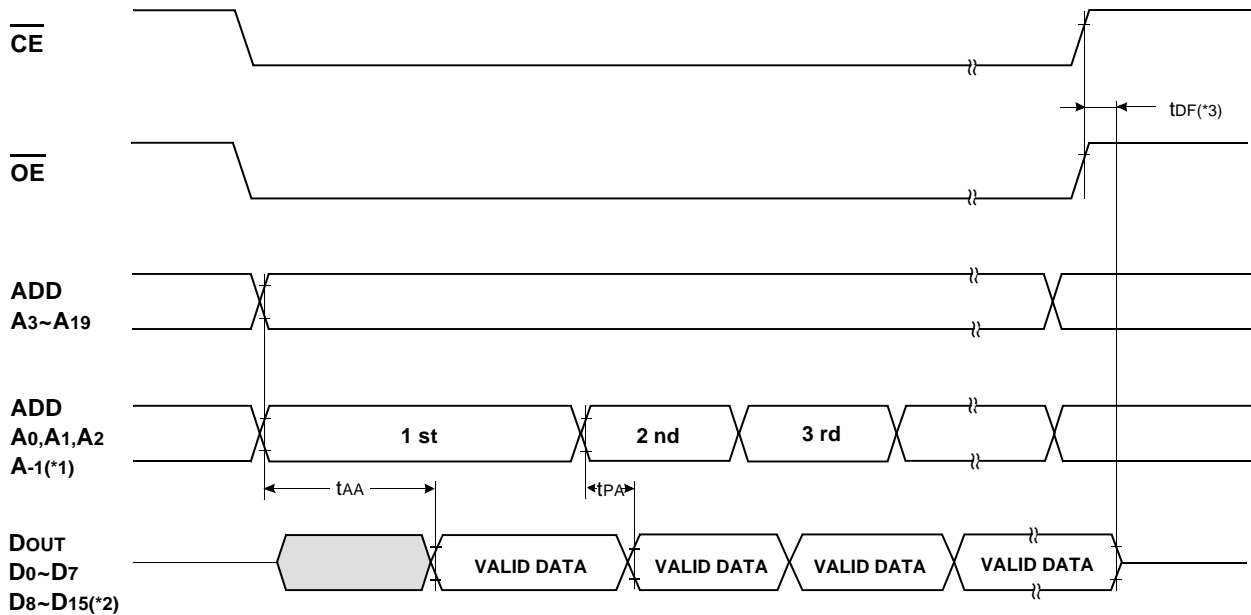 CE
tDF(*3)
OE
ADD
A3~A19
ADD
A0,A1,A2
A-1(*1)
1 st
2 nd
3 rd
tAA
tPA
DOUT
D0~D7
D8~D15(*2)
VALID DATA
VALID DATA
VALID DATA
VALID DATA